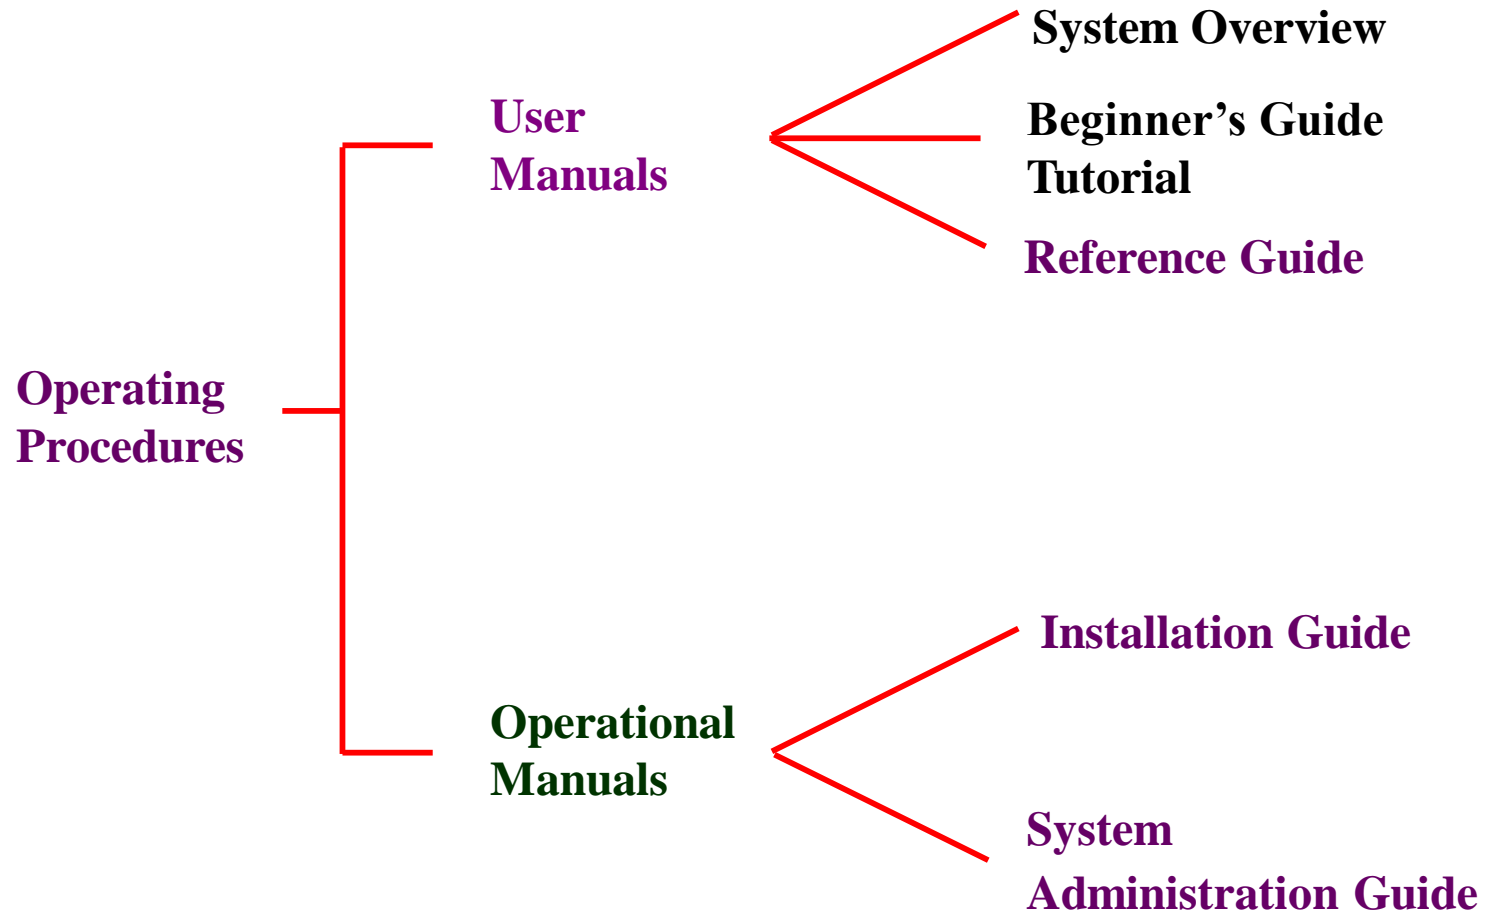 System Overview
User
Manuals
Beginner’s Guide
Tutorial
Reference Guide
Operating
Procedures
Installation Guide
Operational
Manuals
System
Administration Guide